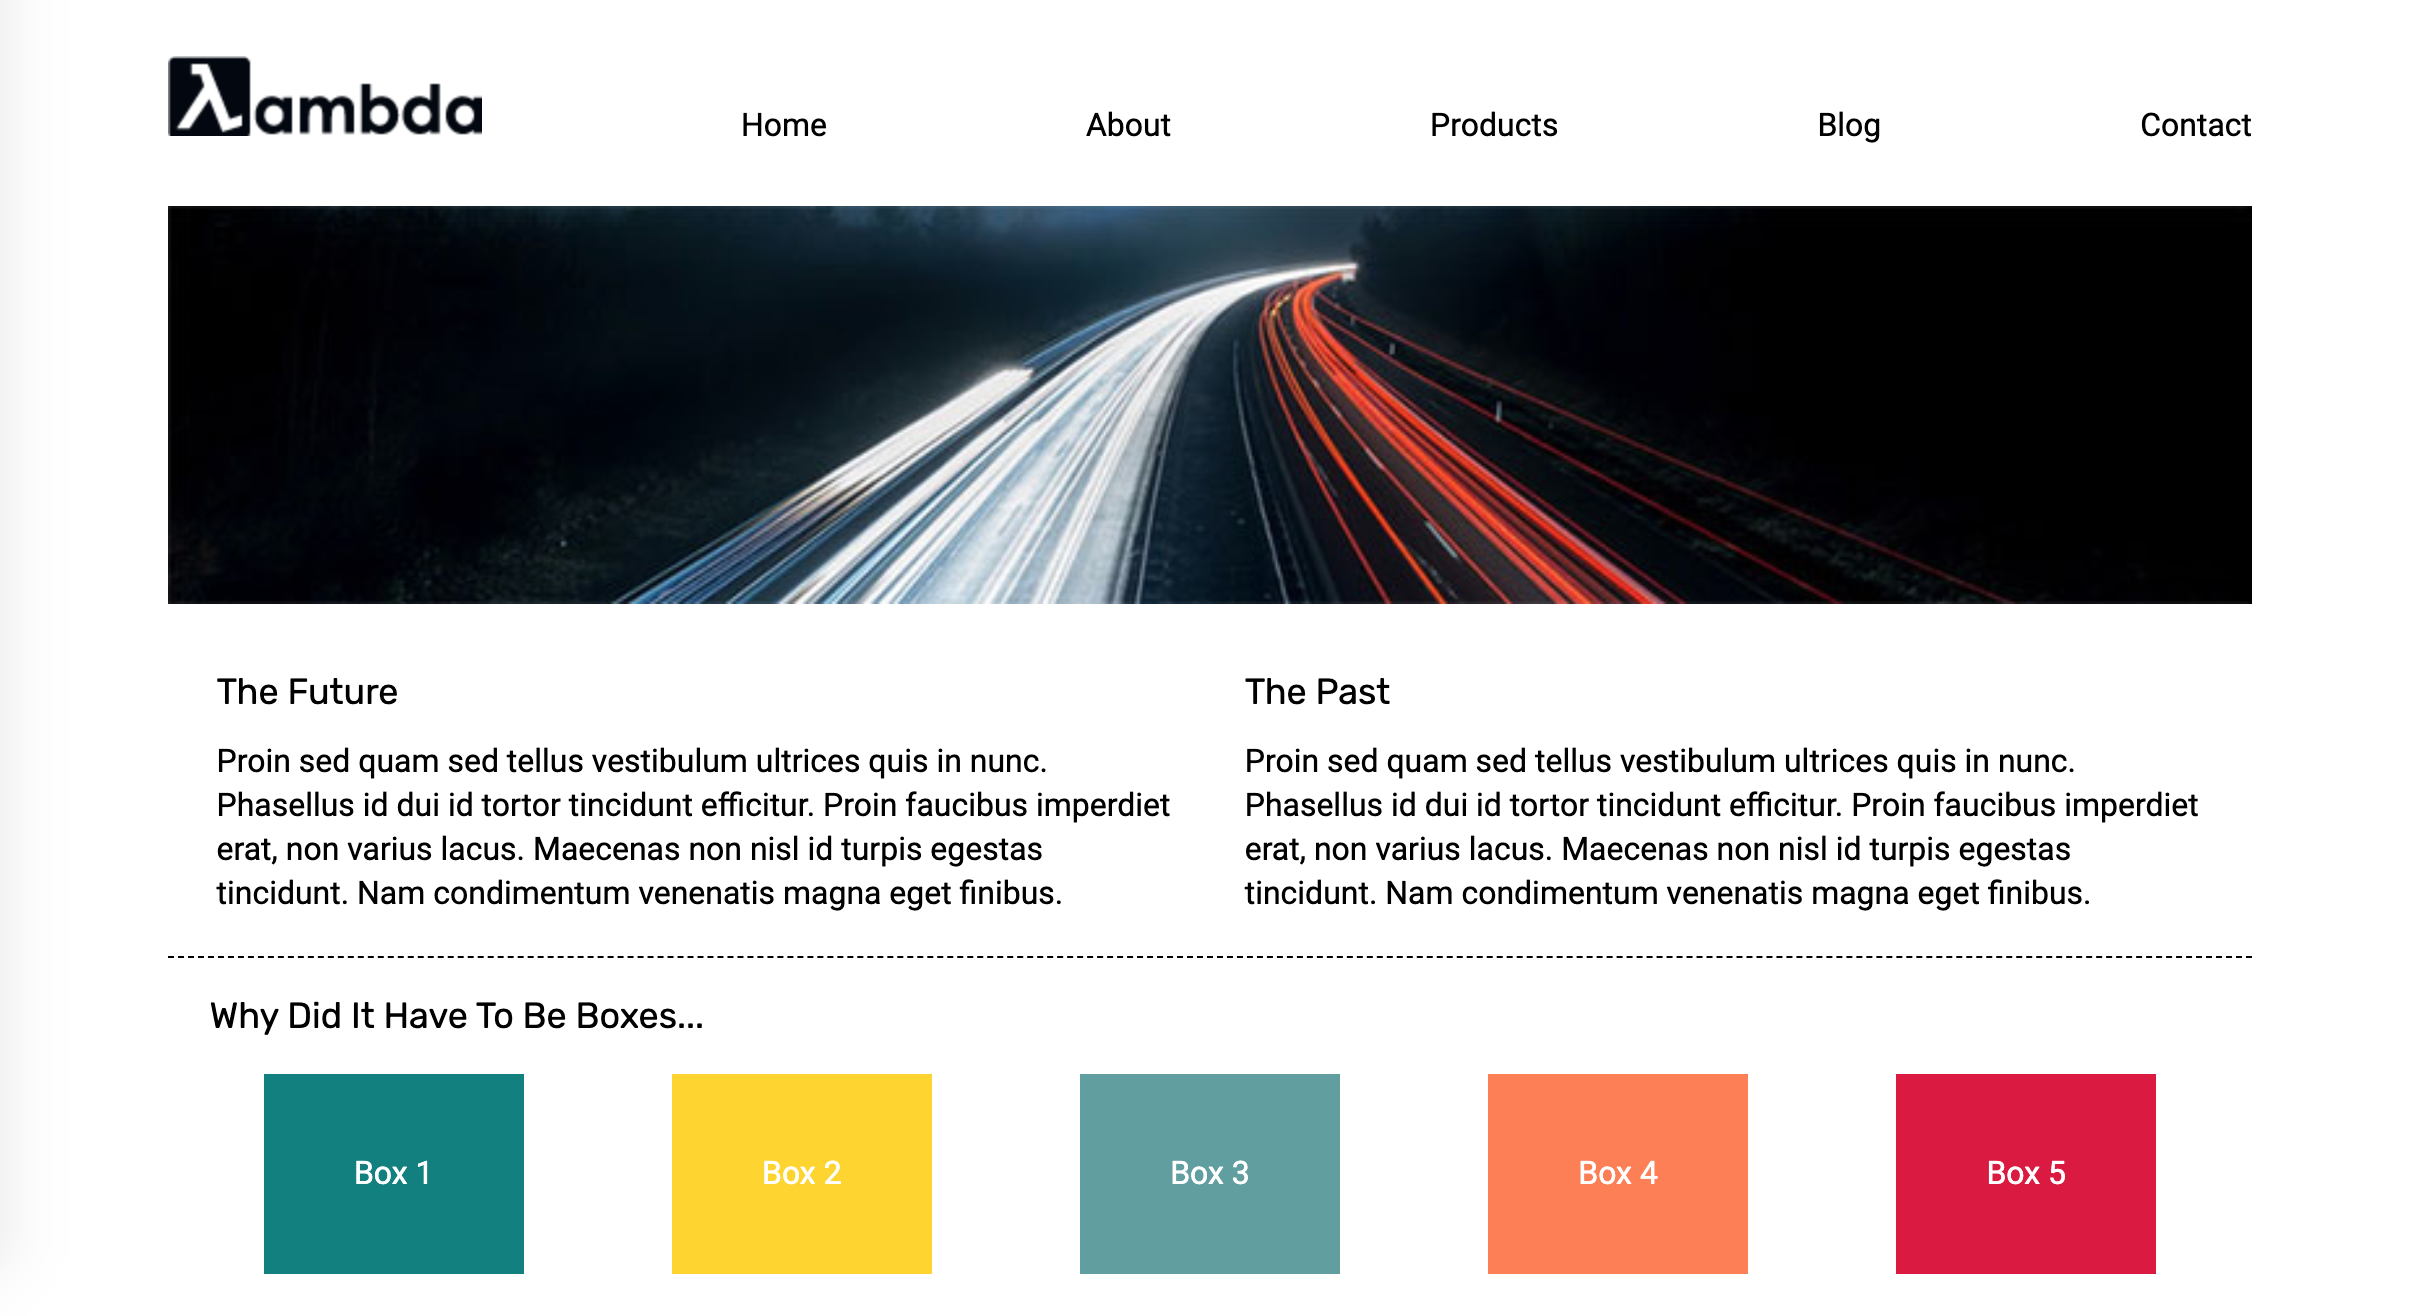 λambda
Home About Products Blog Contact
The Future
Proin sed quam sed tellus vestibulum ultrices quis in nunc.
Phasellus id dui id tortor tincidunt efficitur. Proin faucibus imperdiet
erat, non varius lacus. Maecenas non nisl id turpis egestas
tincidunt. Nam condimentum venenatis magna eget finibus.
The Past
Proin sed quam sed tellus vestibulum ultrices quis in nunc.
Phasellus id dui id tortor tincidunt efficitur. Proin faucibus imperdiet
erat, non varius lacus. Maecenas non nisl id turpis egestas
tincidunt. Nam condimentum venenatis magna eget finibus.
Why Did It Have To Be Boxes...
Box 1 Box 2 Box 3 Box 4 Box 5